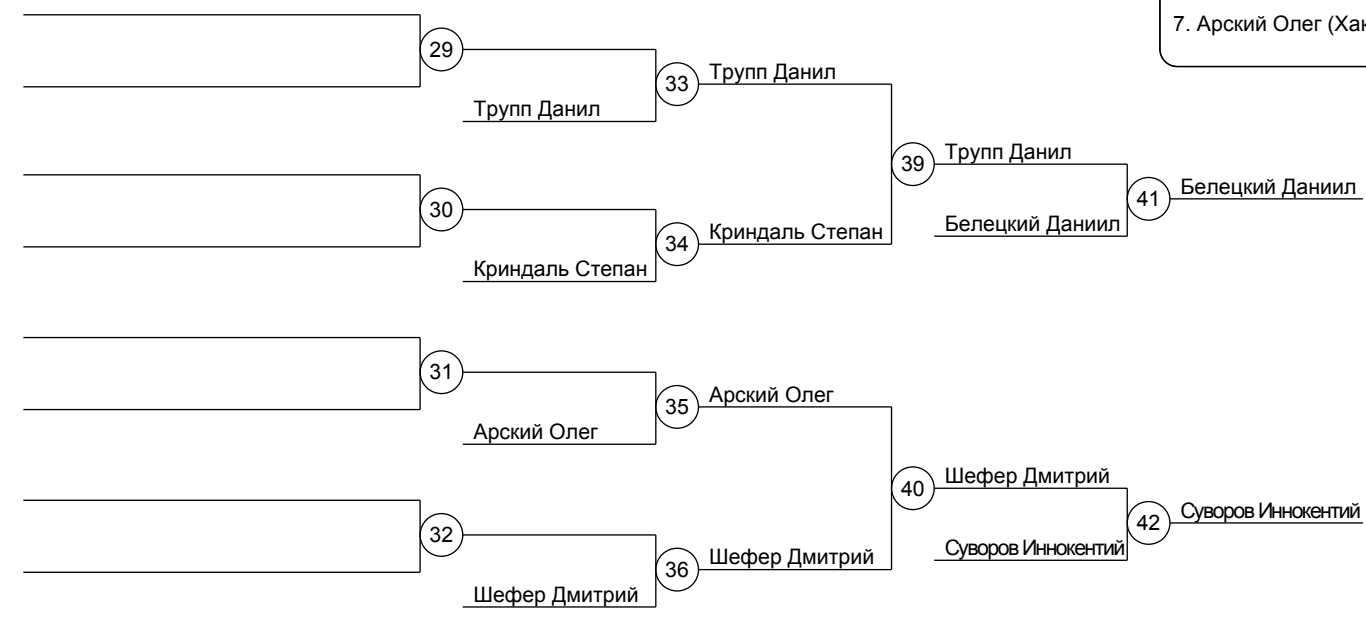 7. Арский Олег (Хак
29
33
Трупп Данил
Трупп Данил
39
Трупп Данил
41
Белецкий Даниил
30
34
Криндаль Степан
Белецкий Даниил
Криндаль Степан
31
35
Арский Олег
Арский Олег
40
Шефер Дмитрий
42
Суворов Иннокентий
32
36
Шефер Дмитрий
Суворов Иннокентий
Шефер Дмитрий